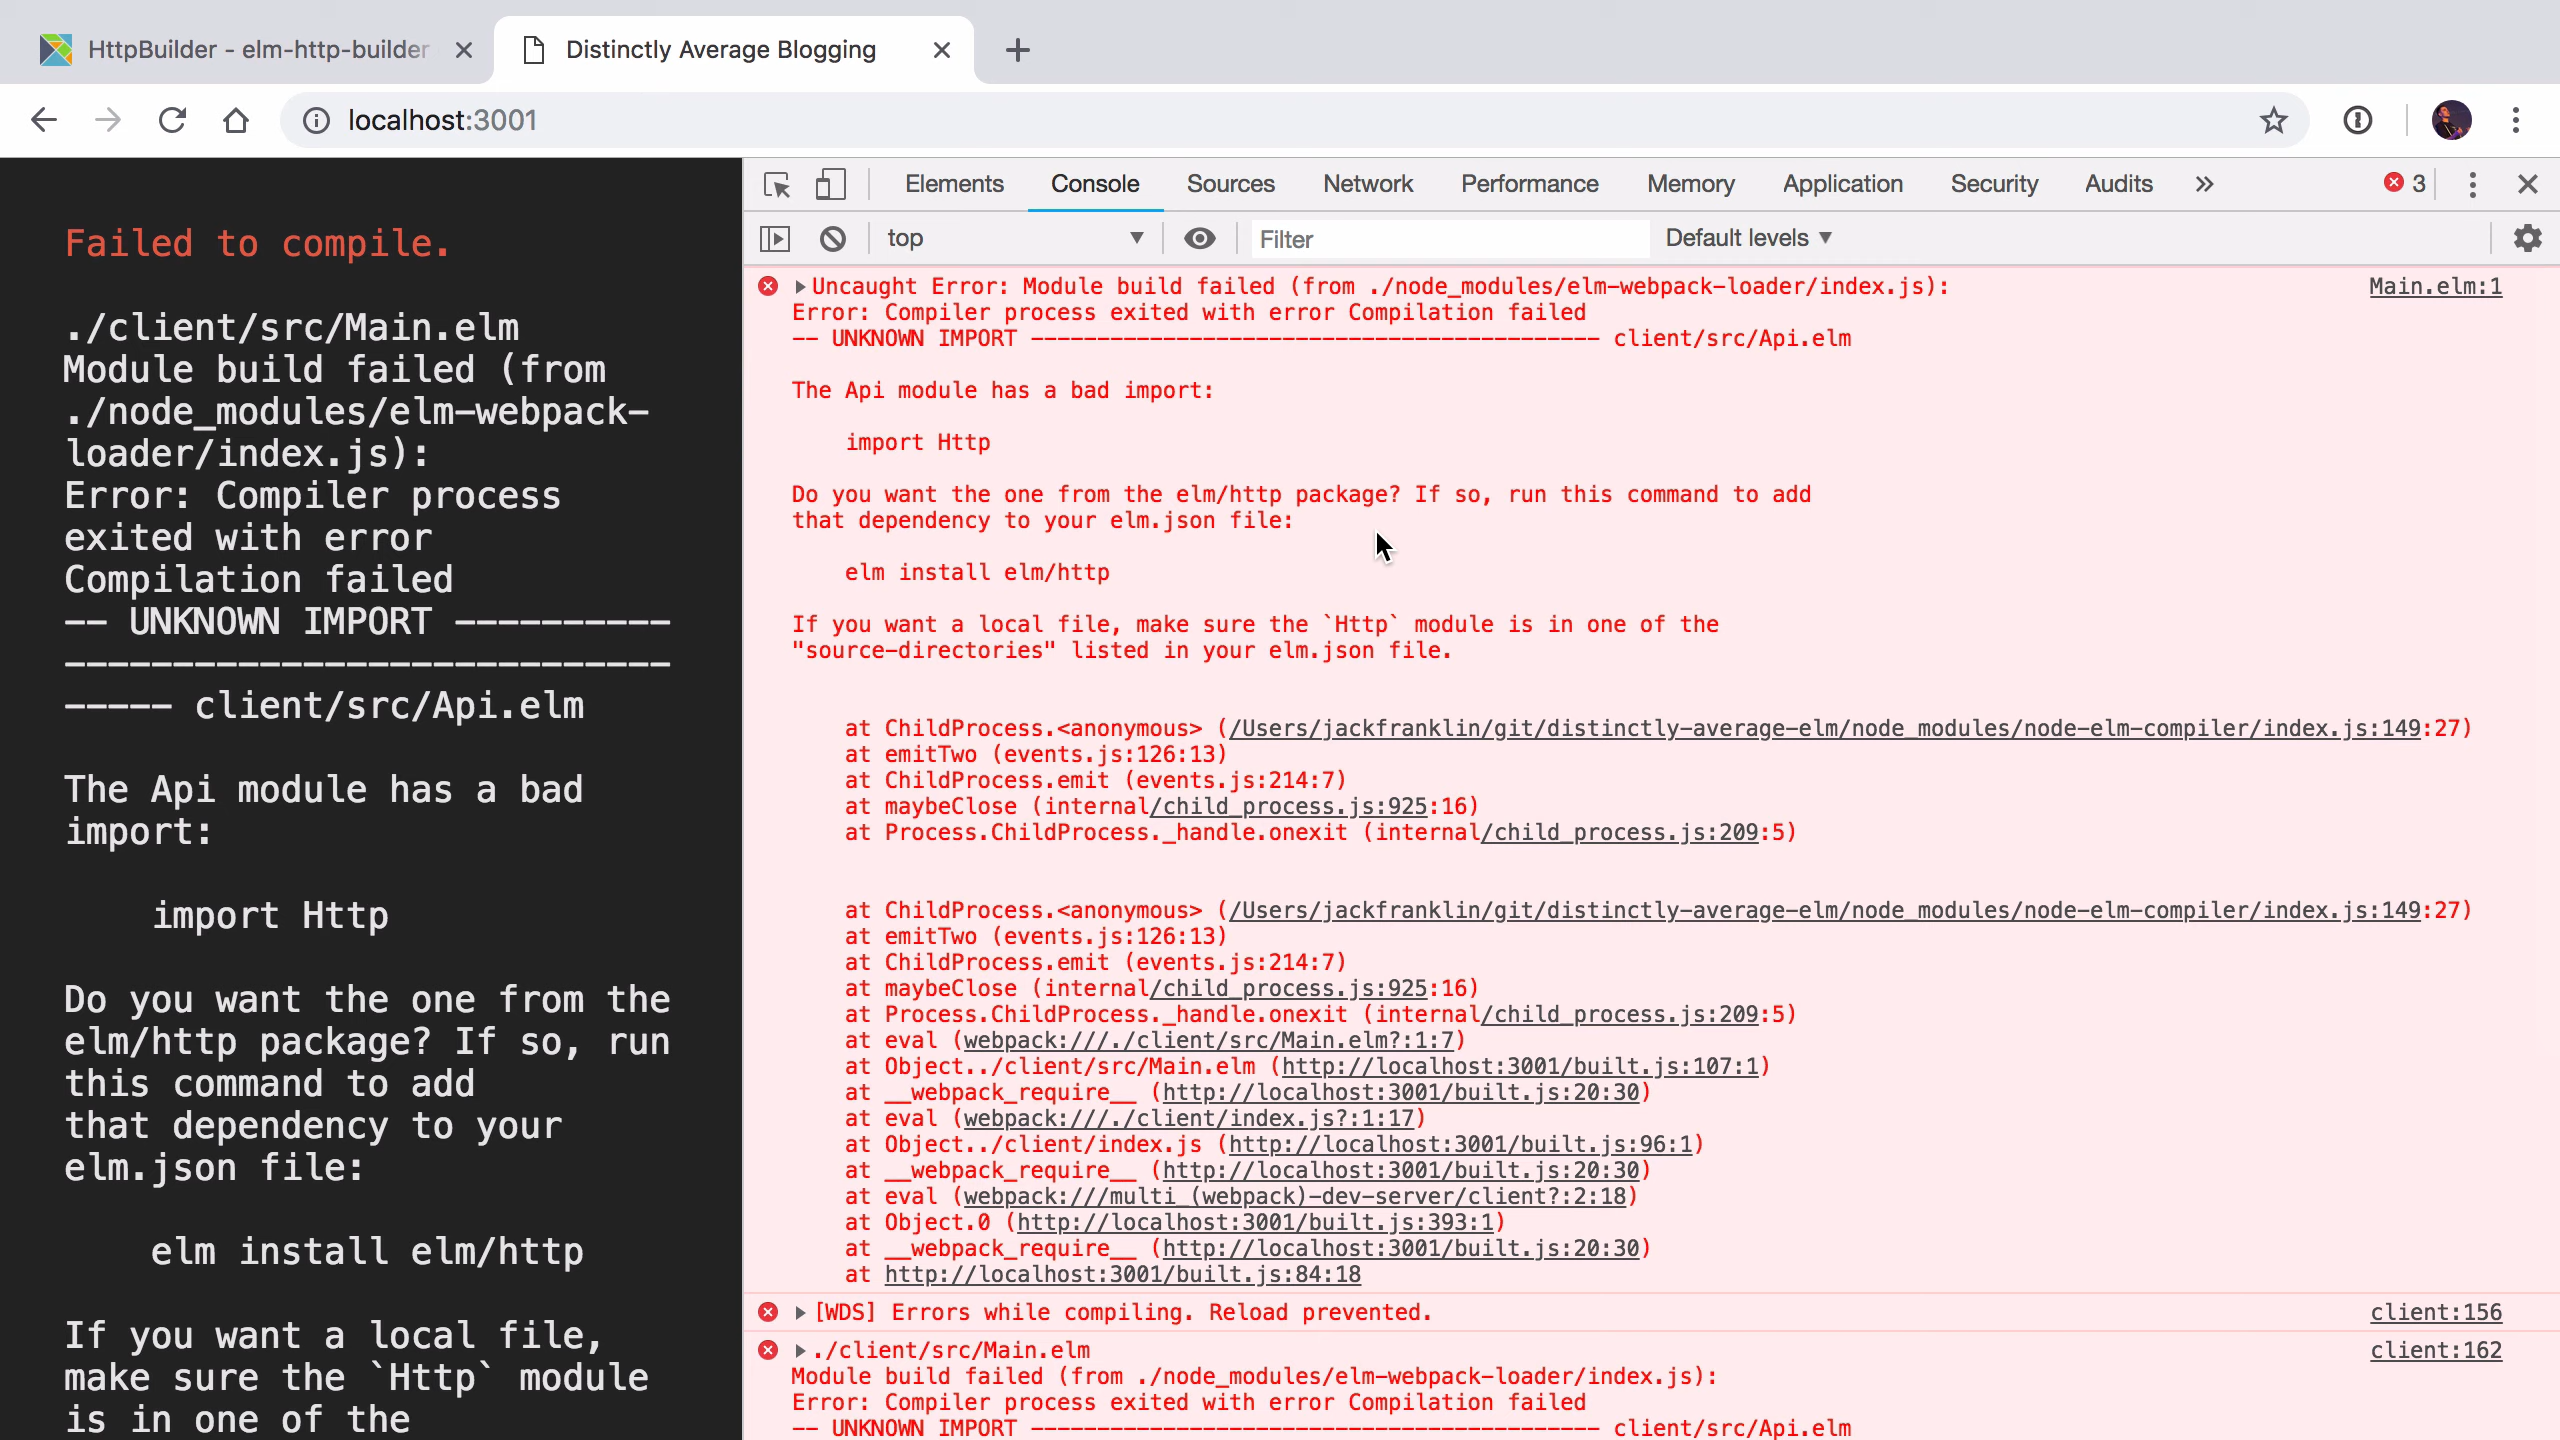 HttpBuilder - elm-http-builder
Distinctly Average Blogging
localhost:3001
Failed to compile.
./client/src/Main.elm
Module build failed (from
./node_modules/elm-webpack-
loader/index.js):
Error: Compiler process
exited with error
Compilation failed
-- UNKNOWN IMPORT ----------
----------------------------
----- client/src/Api.elm
The Api module has a bad
import:
import Http
Do you want the one from the
elm/http package? If so, run
this command to add
that dependency to your
elm.json file:
elm install elm/http
If you want a local file,
make sure the `Http` module
is in one of the
Elements Console Sources Network Performance Memory Application Security Audits » 3
top Filter Default levels
Uncaught Error: Module build failed (from ./node_modules/elm-webpack-loader/index.js): Main.elm:1
Error: Compiler process exited with error Compilation failed
-- UNKNOWN IMPORT ------------------------------------------- client/src/Api.elm
The Api module has a bad import:
import Http
Do you want the one from the elm/http package? If so, run this command to add
that dependency to your elm.json file:
elm install elm/http
If you want a local file, make sure the `Http` module is in one of the
"source-directories" listed in your elm.json file.
at ChildProcess.<anonymous> (/Users/jackfranklin/git/distinctly-average-elm/node_modules/node-elm-compiler/index.js:149:27)
at emitTwo (events.js:126:13)
at ChildProcess.emit (events.js:214:7)
at maybeClose (internal/child_process.js:925:16)
at Process.ChildProcess._handle.onexit (internal/child_process.js:209:5)
at ChildProcess.<anonymous> (/Users/jackfranklin/git/distinctly-average-elm/node_modules/node-elm-compiler/index.js:149:27)
at emitTwo (events.js:126:13)
at ChildProcess.emit (events.js:214:7)
at maybeClose (internal/child_process.js:925:16)
at Process.ChildProcess._handle.onexit (internal/child_process.js:209:5)
at eval (webpack:///./client/src/Main.elm?:1:7)
at Object../client/src/Main.elm (http://localhost:3001/built.js:107:1)
at __webpack_require__ (http://localhost:3001/built.js:20:30)
at eval (webpack:///./client/index.js?:1:17)
at Object../client/index.js (http://localhost:3001/built.js:96:1)
at __webpack_require__ (http://localhost:3001/built.js:20:30)
at eval (webpack:///multi_(webpack)-dev-server/client?:2:18)
at Object.0 (http://localhost:3001/built.js:393:1)
at __webpack_require__ (http://localhost:3001/built.js:20:30)
at http://localhost:3001/built.js:84:18
[WDS] Errors while compiling. Reload prevented. client:156
./client/src/Main.elm client:162
Module build failed (from ./node_modules/elm-webpack-loader/index.js):
Error: Compiler process exited with error Compilation failed
-- UNKNOWN IMPORT ------------------------------------------- client/src/Api.elm